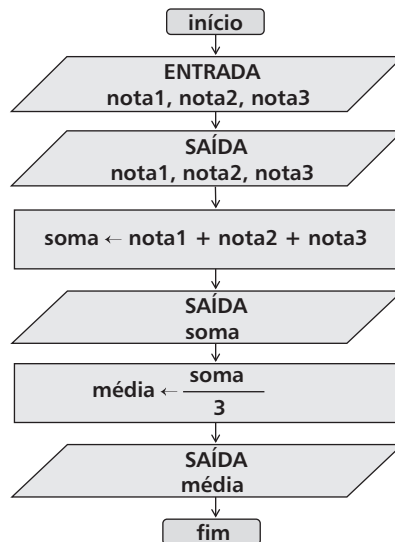 início
ENTRADA
nota1, nota2, nota3
SAÍDA
nota1, nota2, nota3
soma ← nota1 + nota2 + nota3
SAÍDA
soma
média ← soma
3
SAÍDA
média
fim